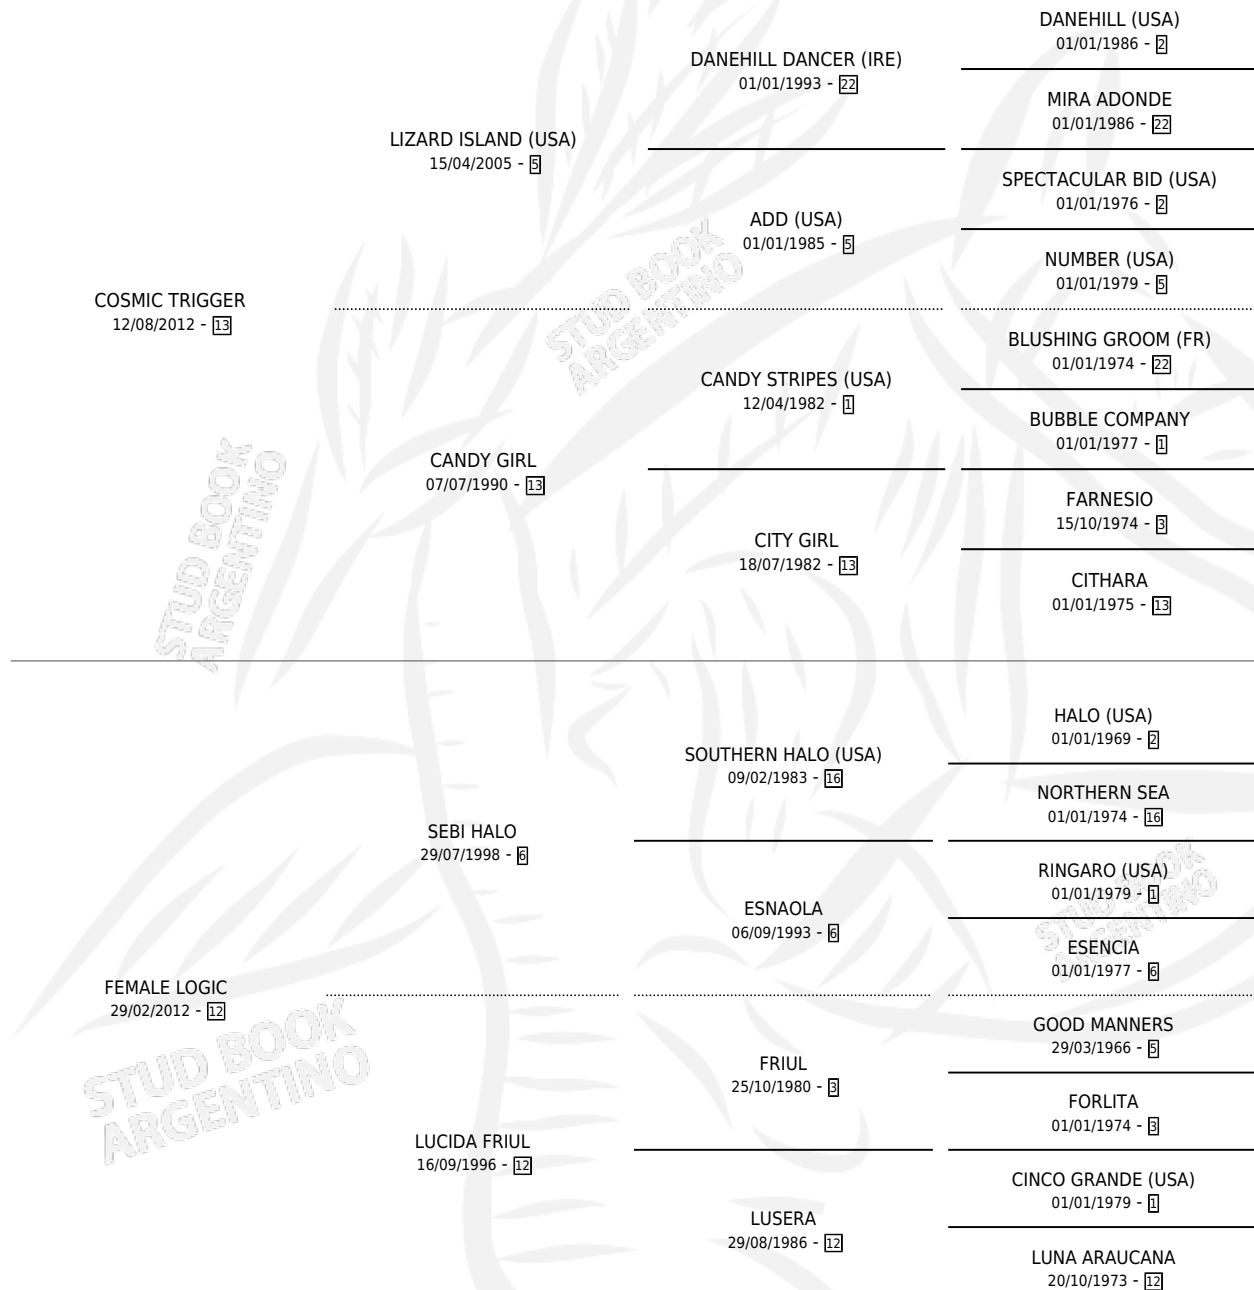 DANEHILL (USA)
01/01/1986 - 2
DANEHILL DANCER (IRE)
01/01/1993 - 22
MIRA ADONDE
01/01/1986 - 22
LIZARD ISLAND (USA)
15/04/2005 - 5
SPECTACULAR BID (USA)
01/01/1976 - 2
ADD (USA)
01/01/1985 - 5
NUMBER (USA)
01/01/1979 - 5
COSMIC TRIGGER
12/08/2012 - 13
BLUSHING GROOM (FR)
01/01/1974 - 22
CANDY STRIPES (USA)
12/04/1982 - 1
BUBBLE COMPANY
01/01/1977 - 1
CANDY GIRL
07/07/1990 - 13
FARNESIO
15/10/1974 - 3
CITY GIRL
18/07/1982 - 13
CITHARA
01/01/1975 - 13
HALO (USA)
01/01/1969 - 2
SOUTHERN HALO (USA)
09/02/1983 - 16
NORTHERN SEA
01/01/1974 - 16
SEBI HALO
29/07/1998 - 6
RINGARO (USA)
01/01/1979 - 1
ESNAOLA
06/09/1993 - 6
ESENCIA
01/01/1977 - 6
FEMALE LOGIC
29/02/2012 - 12
GOOD MANNERS
29/03/1966 - 5
FRIUL
25/10/1980 - 3
FORLITA
01/01/1974 - 3
LUCIDA FRIUL
16/09/1996 - 12
CINCO GRANDE (USA)
01/01/1979 - 1
LUSERA
29/08/1986 - 12
LUNA ARAUCANA
20/10/1973 - 12
STUD BOOK
ARGENTINO
STUD BOOK
ARGENTINO
STUD BOOK
ARGENTINO
STUD BOOK
ARGENTINO